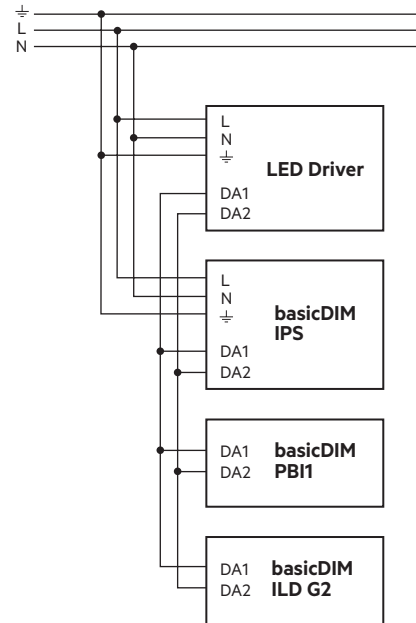 ⏚
L
N
L
N
⏚
LED Driver
DA1
DA2
L
N
⏚
basicDIM
IPS
DA1
DA2
DA1
DA2
basicDIM
PBI1
DA1
DA2
basicDIM
ILD G2